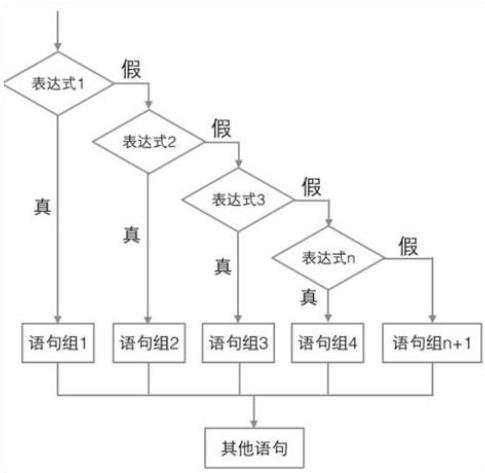 假
表达式1
假
表达式2
假
表达式3
假
表达式n
真
真
真
真
语句组1
语句组2
语句组3
语句组4
语句组n+1
其他语句